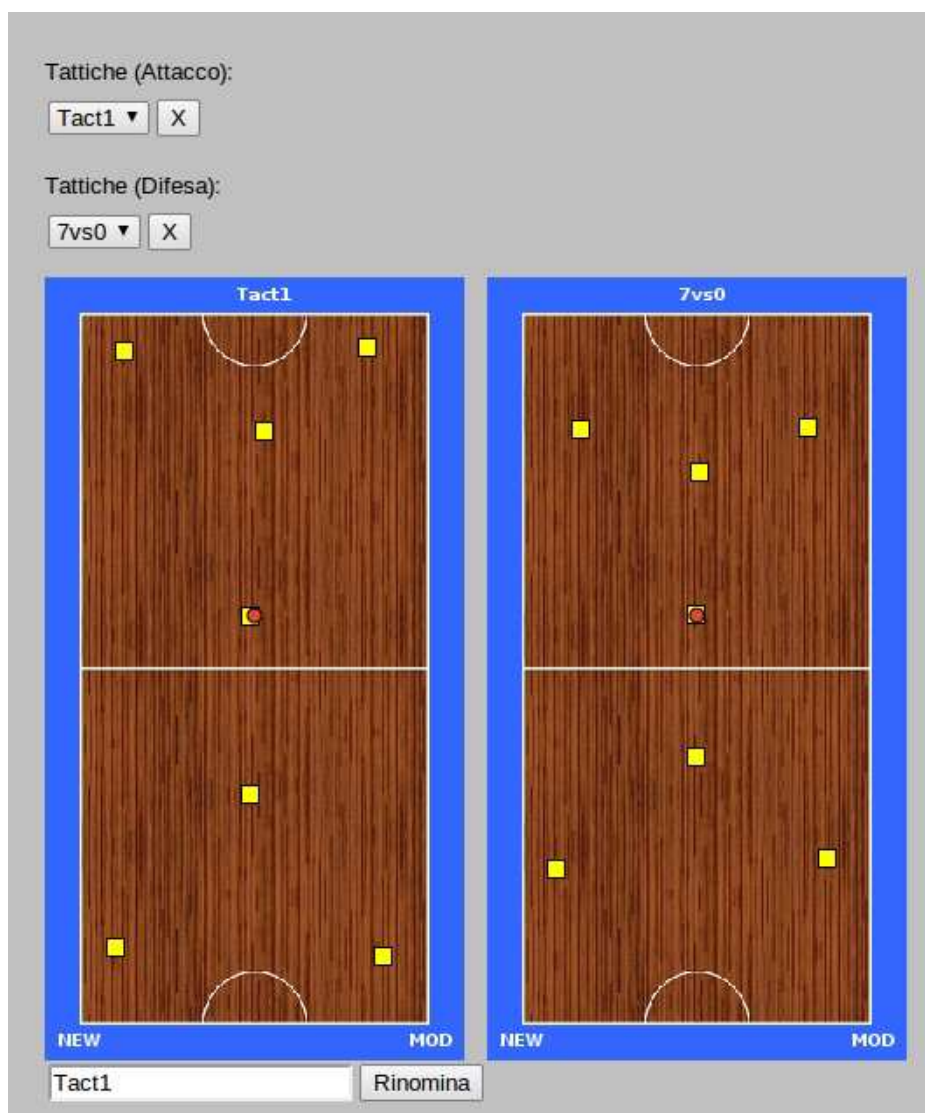 Tattiche (Attacco):
Tact1 ▼ X
Tattiche (Difesa):
7vs0 ▼ X
Tact1 7vs0
NEW MOD NEW MOD
Tact1 Rinomina